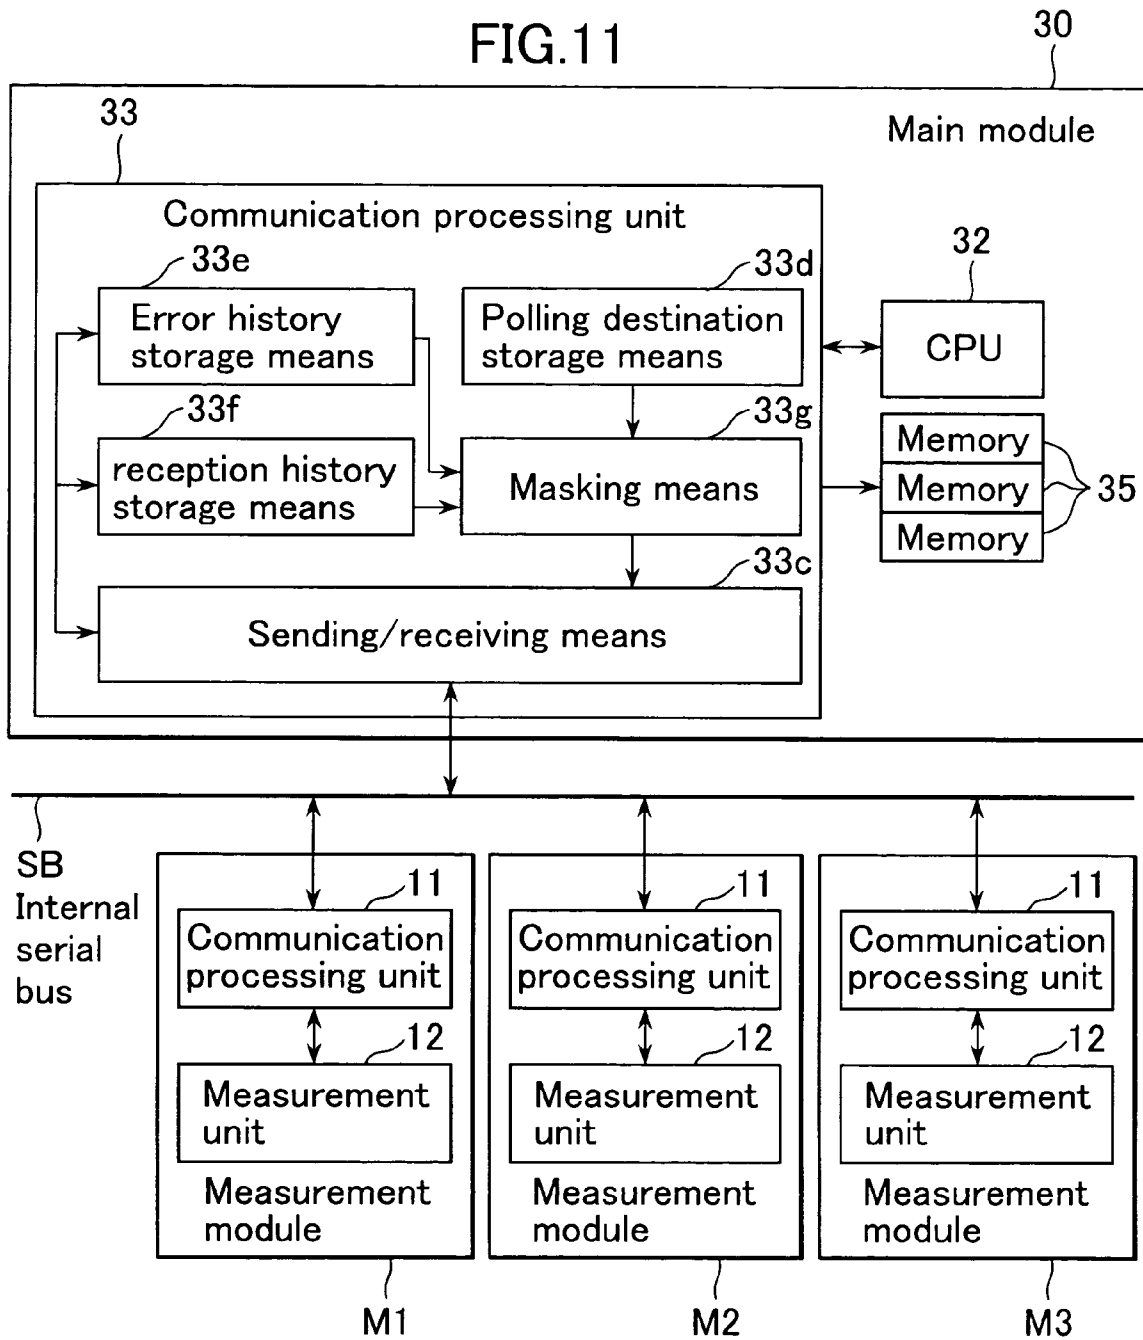 FIG.11
30
33
Main module
Communication processing unit
33e
33d
32
Error history
storage means
Polling destination
storage means
CPU
33f
33g
reception history
storage means
Masking means
Memory
Memory
Memory
35
33c
Sending/receiving means
SB
Internal
serial
bus
11
Communication
processing unit
12
Measurement
unit
Measurement
module
M1
11
Communication
processing unit
12
Measurement
unit
Measurement
module
M2
11
Communication
processing unit
12
Measurement
unit
Measurement
module
M3